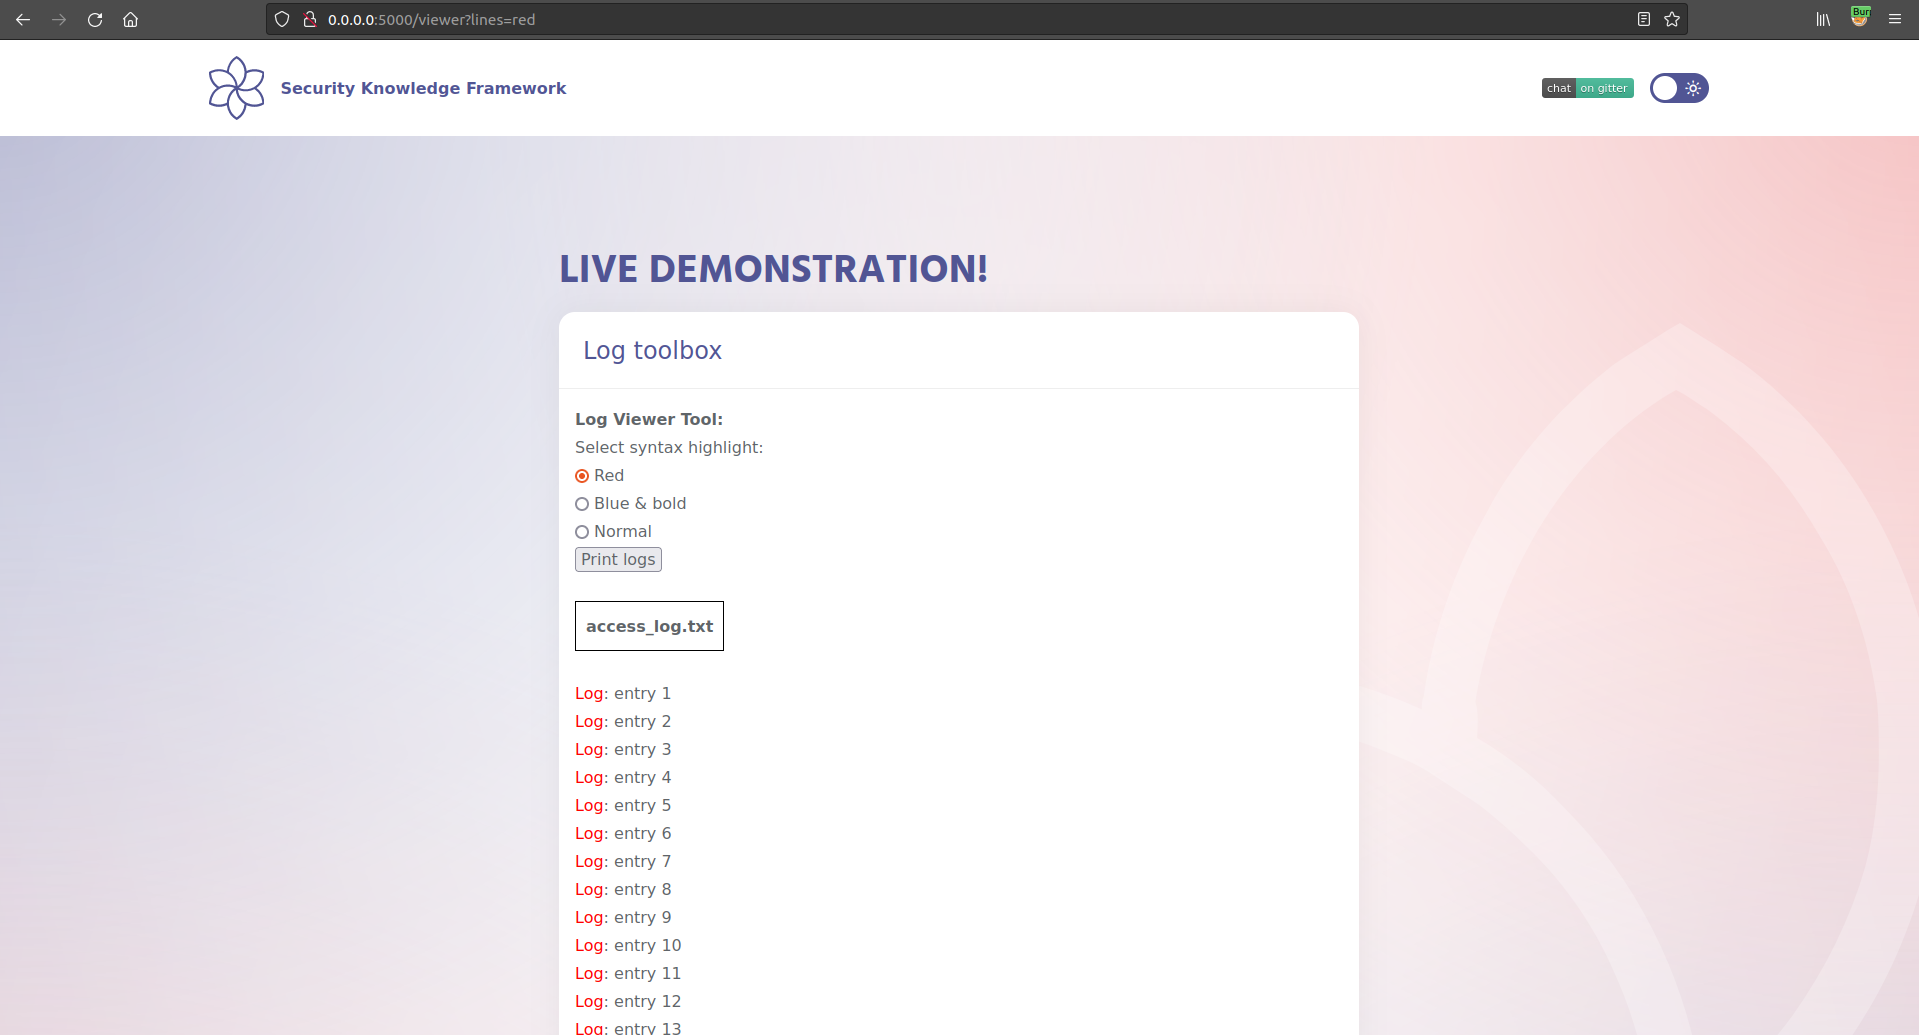 0.0.0.0:5000/viewer?lines=red
Security Knowledge Framework
chat on gitter
LIVE DEMONSTRATION!
Log toolbox
Log Viewer Tool:
Select syntax highlight:
Red
Blue & bold
Normal
Print logs
access_log.txt
Log: entry 1
Log: entry 2
Log: entry 3
Log: entry 4
Log: entry 5
Log: entry 6
Log: entry 7
Log: entry 8
Log: entry 9
Log: entry 10
Log: entry 11
Log: entry 12
Log: entry 13